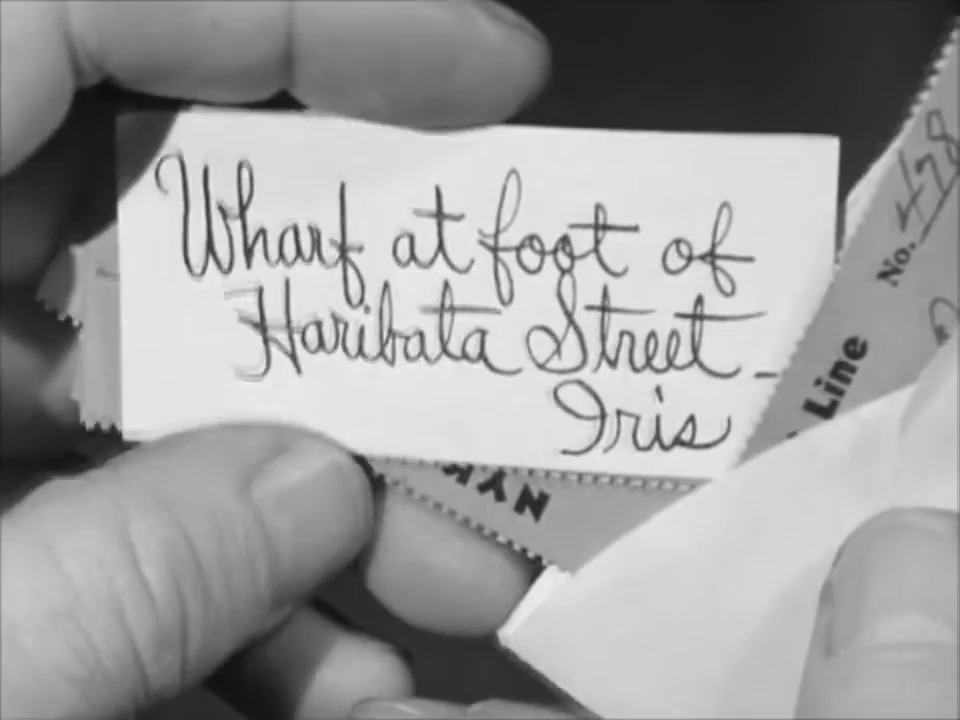 Wharf at foot of
Haribata Street -
Iris
No. 478
Line
NYK